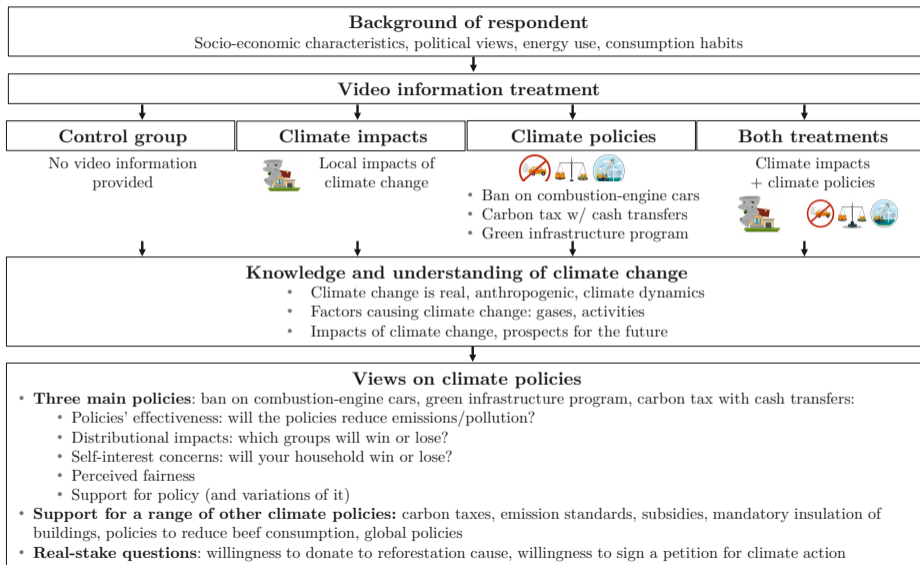 Background of respondent
Socio-economic characteristics, political views, energy use, consumption habits
Video information treatment
Control group
No video information
provided
Climate impacts
Local impacts of
climate change
Climate policies
• Ban on combustion-engine cars
• Carbon tax w/ cash transfers
• Green infrastructure program
Both treatments
Climate impacts
+ climate policies
Knowledge and understanding of climate change
• Climate change is real, anthropogenic, climate dynamics
• Factors causing climate change: gases, activities
• Impacts of climate change, prospects for the future
Views on climate policies
• Three main policies: ban on combustion-engine cars, green infrastructure program, carbon tax with cash transfers:
• Policies' effectiveness: will the policies reduce emissions/pollution?
• Distributional impacts: which groups will win or lose?
• Self-interest concerns: will your household win or lose?
• Perceived fairness
• Support for policy (and variations of it)
• Support for a range of other climate policies: carbon taxes, emission standards, subsidies, mandatory insulation of
buildings, policies to reduce beef consumption, global policies
• Real-stake questions: willingness to donate to reforestation cause, willingness to sign a petition for climate action